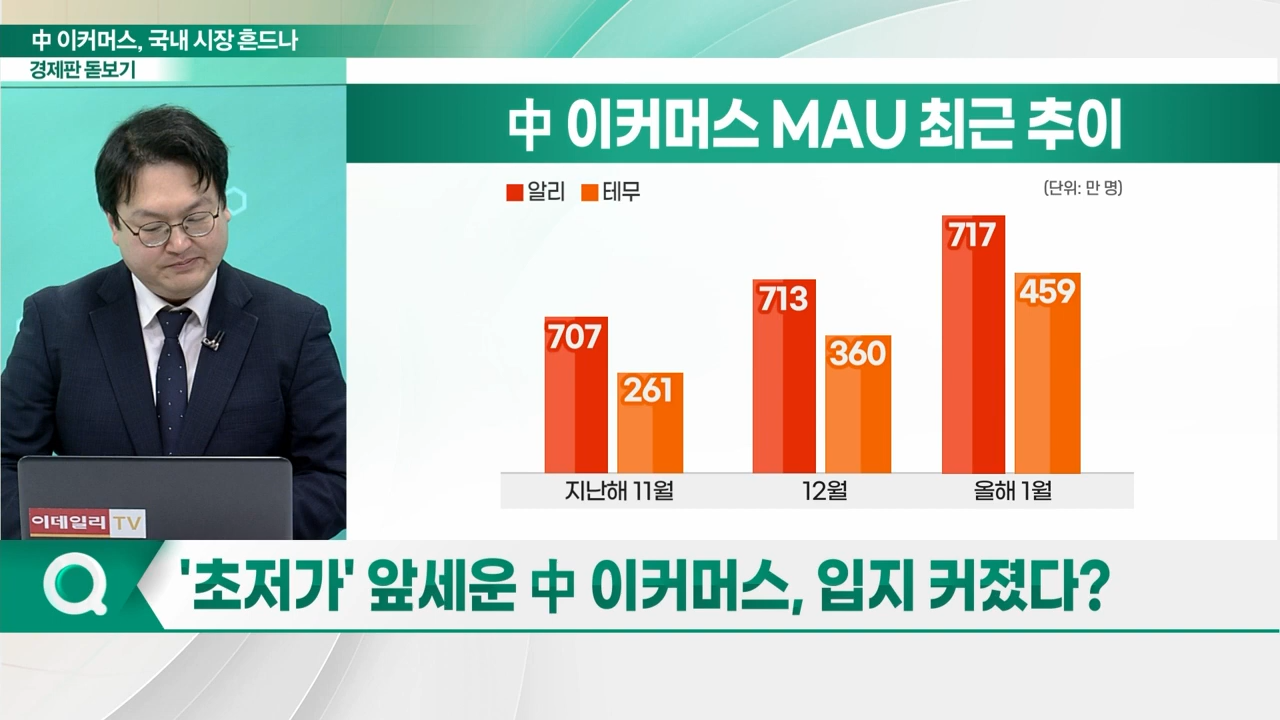 中 이커머스, 국내 시장 흔드나
경제판 돋보기
中 이커머스 MAU 최근 추이
알리 테무
(단위: 만 명)
707 261 713 360 717 459
지난해 11월 12월 올해 1월
이데일리 TV
'초저가' 앞세운 中 이커머스, 입지 커졌다?